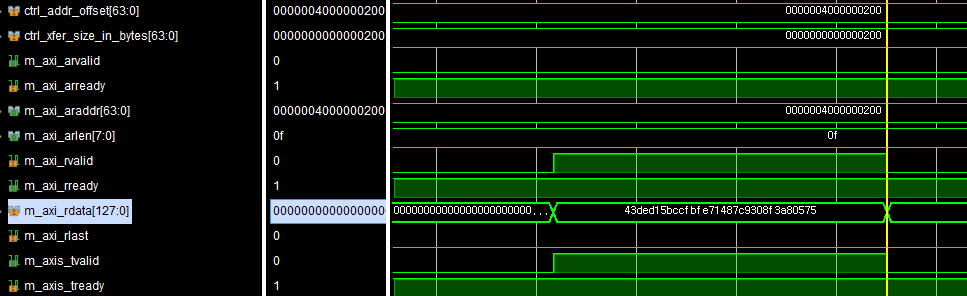 ctrl_addr_offset[63:0] 0000004000000200 0000004000000200
ctrl_xfer_size_in_bytes[63:0] 0000000000000200 0000000000000200
m_axi_arvalid 0
m_axi_arready 1
m_axi_araddr[63:0] 0000004000000200 0000004000000200
m_axi_arlen[7:0] 0f 0f
m_axi_rvalid 0
m_axi_rready 1
m_axi_rdata[127:0] 0000000000000000 00000000000000000000000... 43ded15bccfbfe71487c9308f3a80575
m_axi_rlast 0
m_axis_tvalid 0
m_axis_tready 1